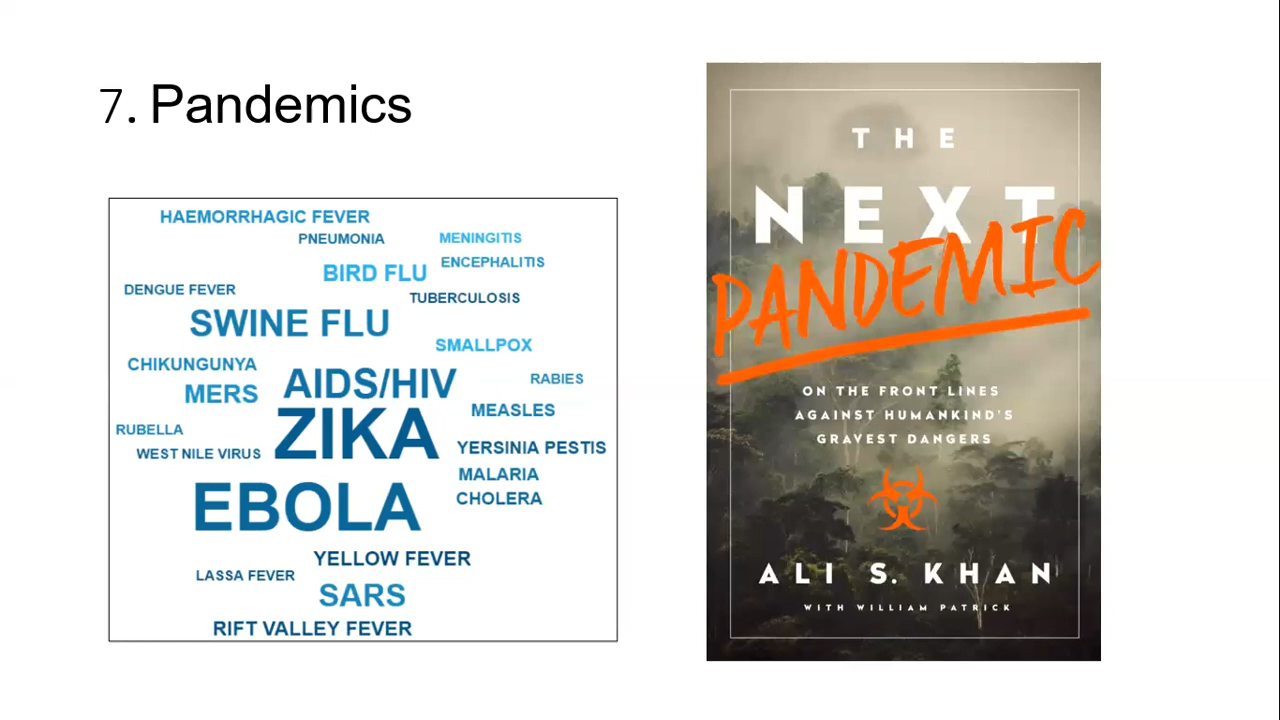 7. Pandemics
HAEMORRHAGIC FEVER
PNEUMONIA
MENINGITIS
BIRD FLU
ENCEPHALITIS
DENGUE FEVER
TUBERCULOSIS
SWINE FLU
SMALLPOX
CHIKUNGUNYA
AIDS/HIV
RABIES
MERS
MEASLES
RUBELLA
ZIKA
WEST NILE VIRUS
YERSINIA PESTIS
MALARIA
CHOLERA
EBOLA
YELLOW FEVER
LASSA FEVER
SARS
RIFT VALLEY FEVER
THE
NEXT
PANDEMIC
ON THE FRONT LINES
AGAINST HUMANKIND'S
GRAVEST DANGERS
ALI S. KHAN
WITH WILLIAM PATRICK